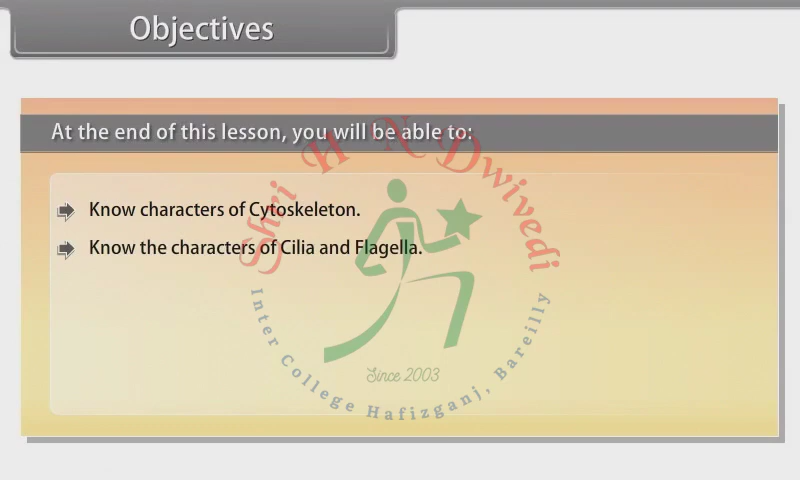 Objectives
At the end of this lesson, you will be able to:
Know characters of Cytoskeleton.
Know the characters of Cilia and Flagella.
Shri H N Dwivedi
Since 2003
Inter College Hafizganj, Bareilly